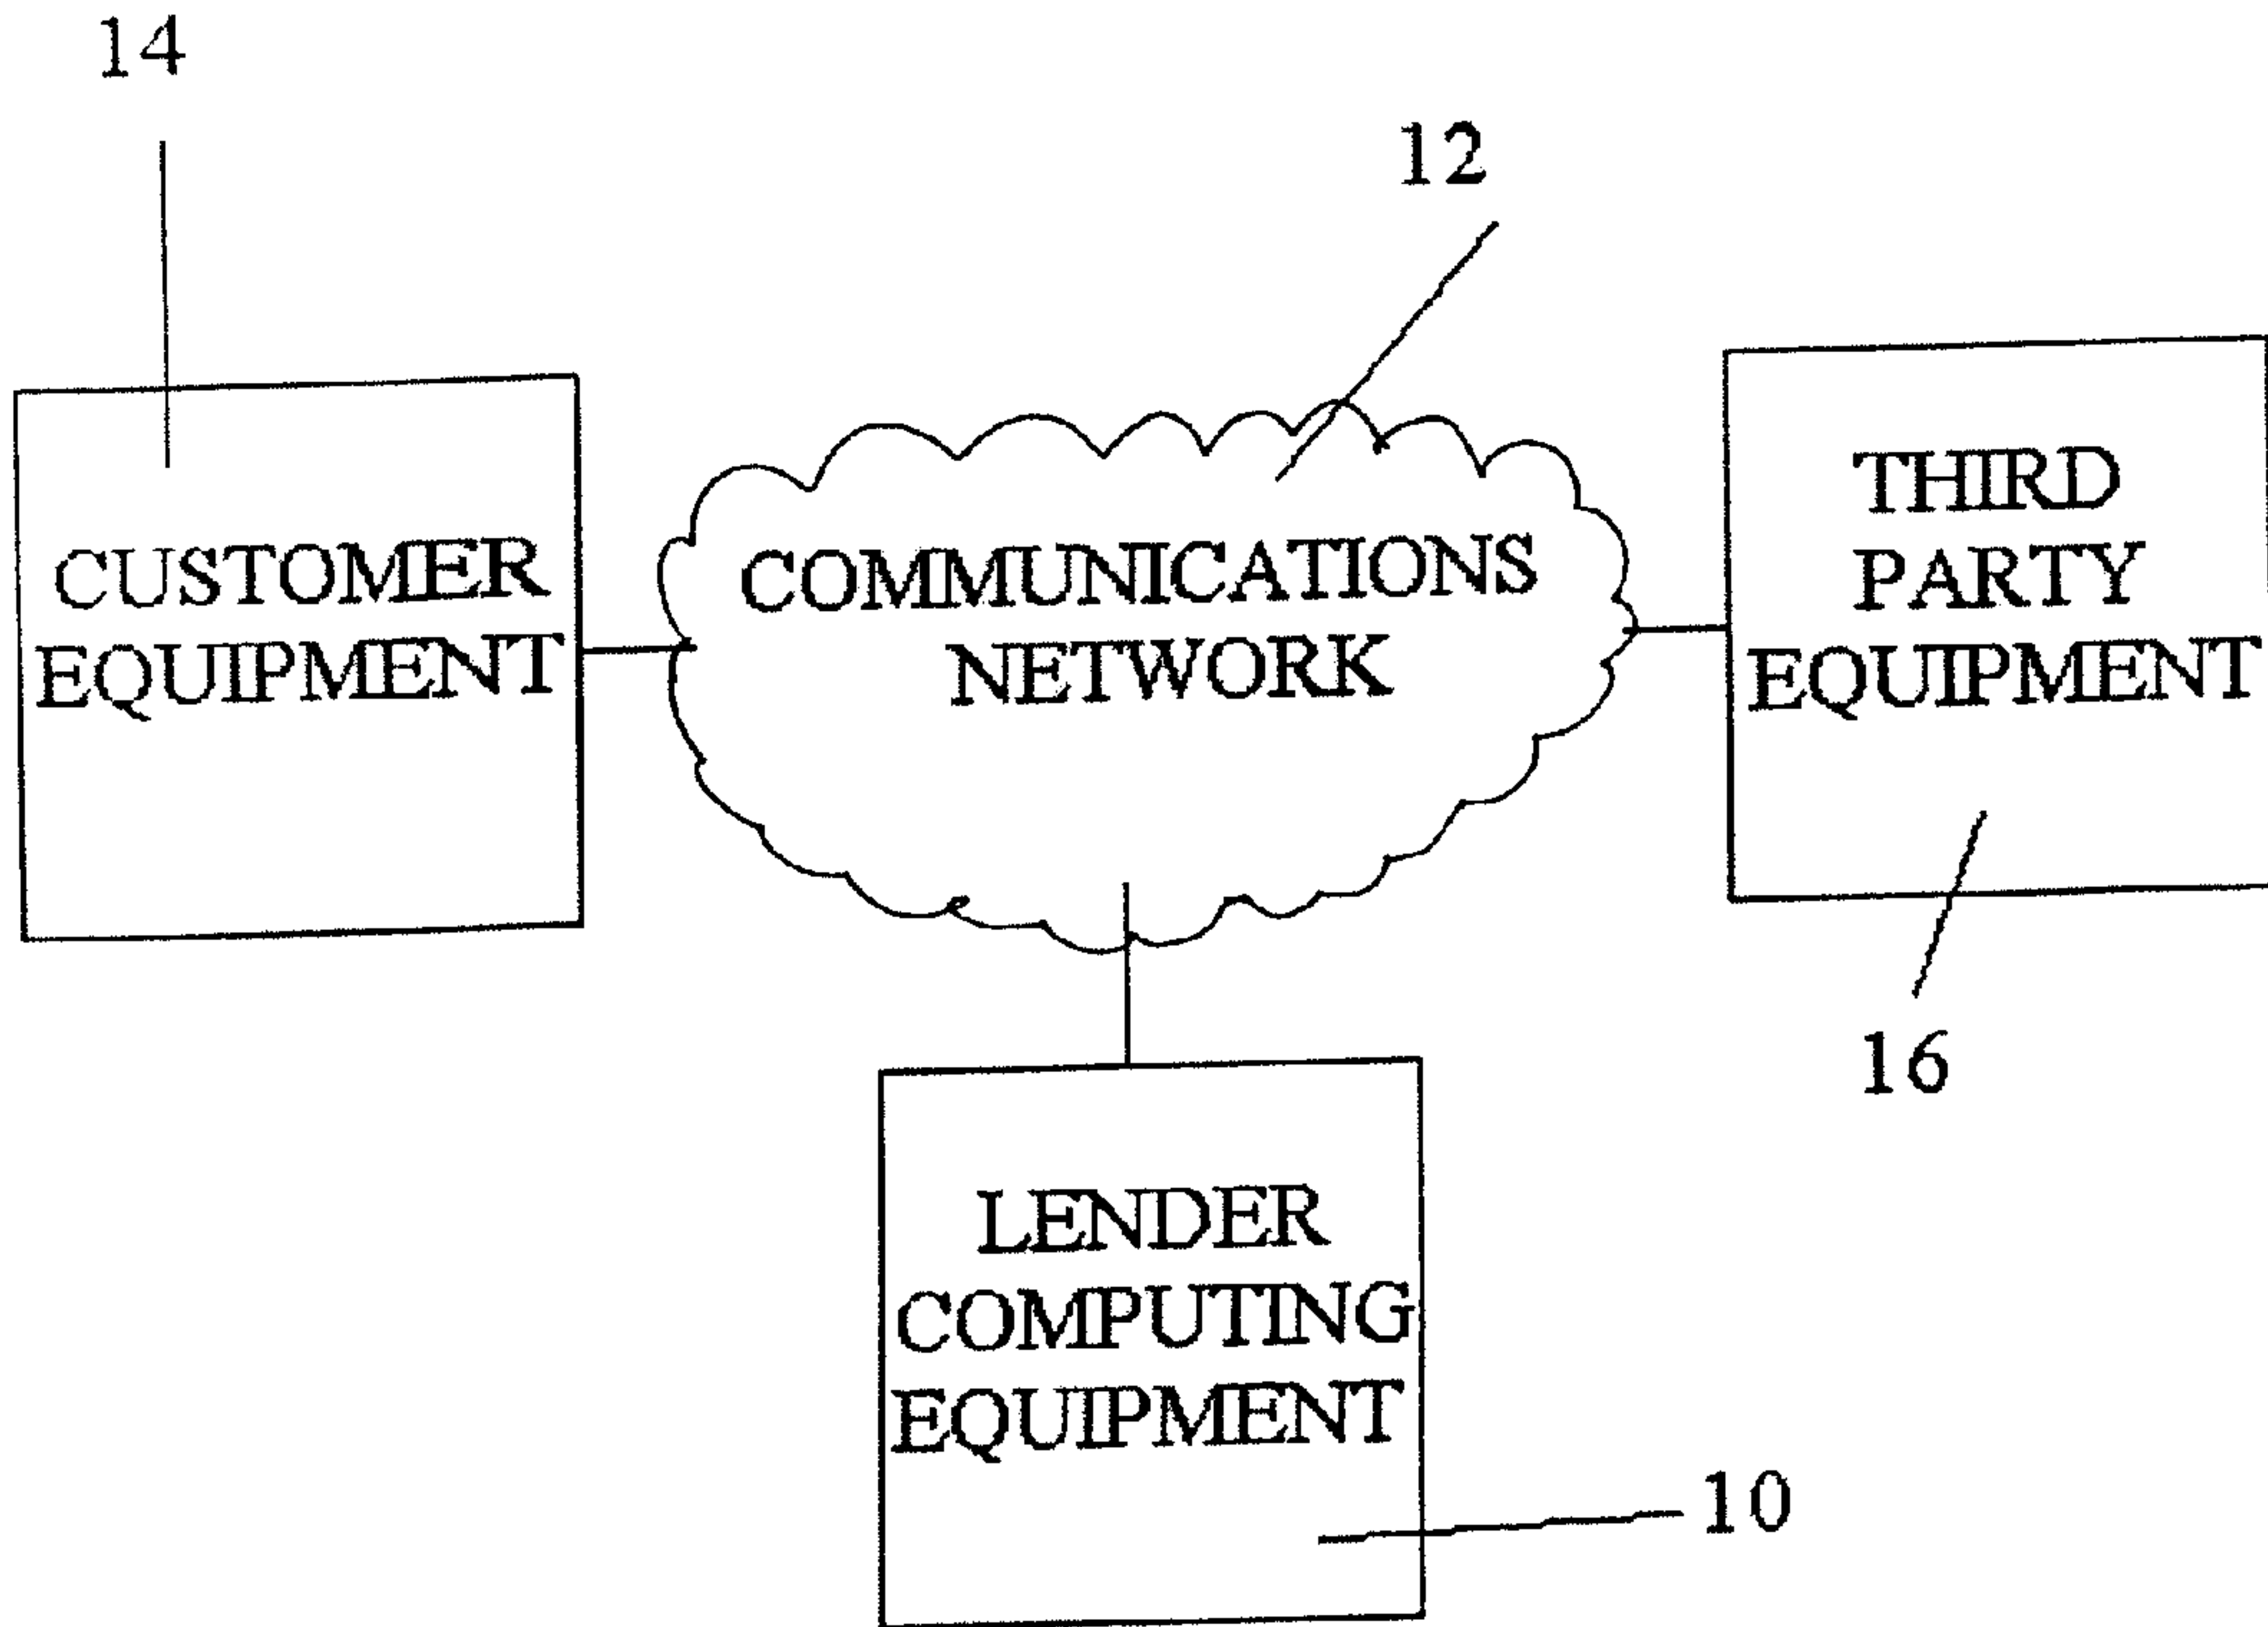 14
12
CUSTOMER
EQUIPMENT
COMMUNICATIONS
NETWORK
THIRD
PARTY
EQUIPMENT
16
LENDER
COMPUTING
EQUIPMENT
10